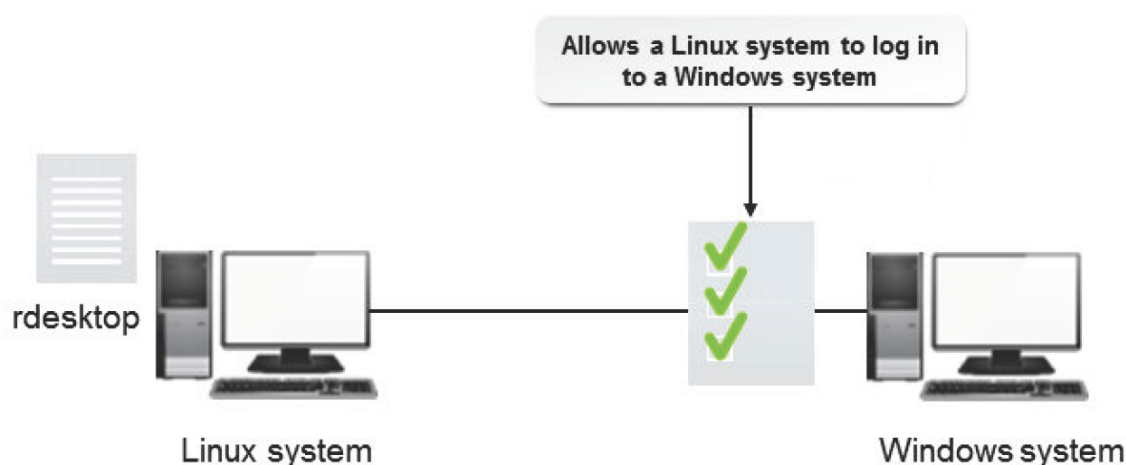 Allows a Linux system to log in
to a Windows system
rdesktop
Linux system
Windows system